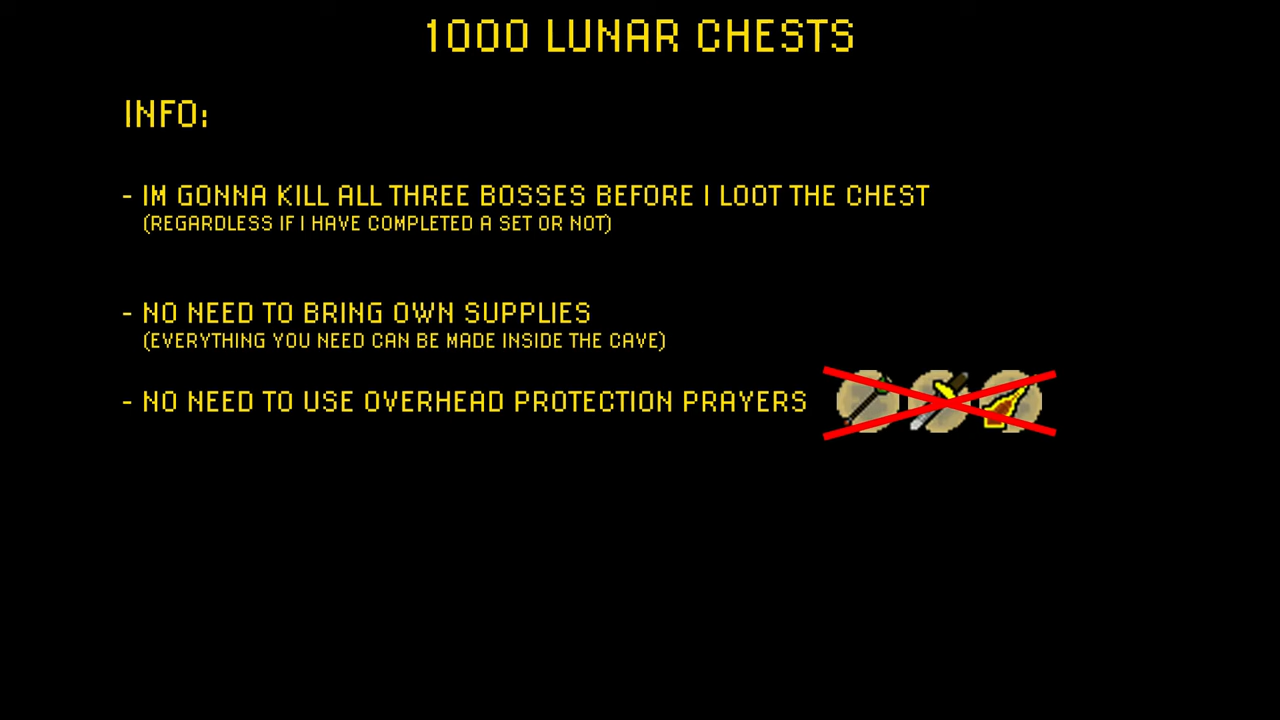 1000 LUNAR CHESTS
INFO:
- IM GONNA KILL ALL THREE BOSSES BEFORE I LOOT THE CHEST
(REGARDLESS IF I HAVE COMPLETED A SET OR NOT)
- NO NEED TO BRING OWN SUPPLIES
(EVERYTHING YOU NEED CAN BE MADE INSIDE THE CAVE)
- NO NEED TO USE OVERHEAD PROTECTION PRAYERS